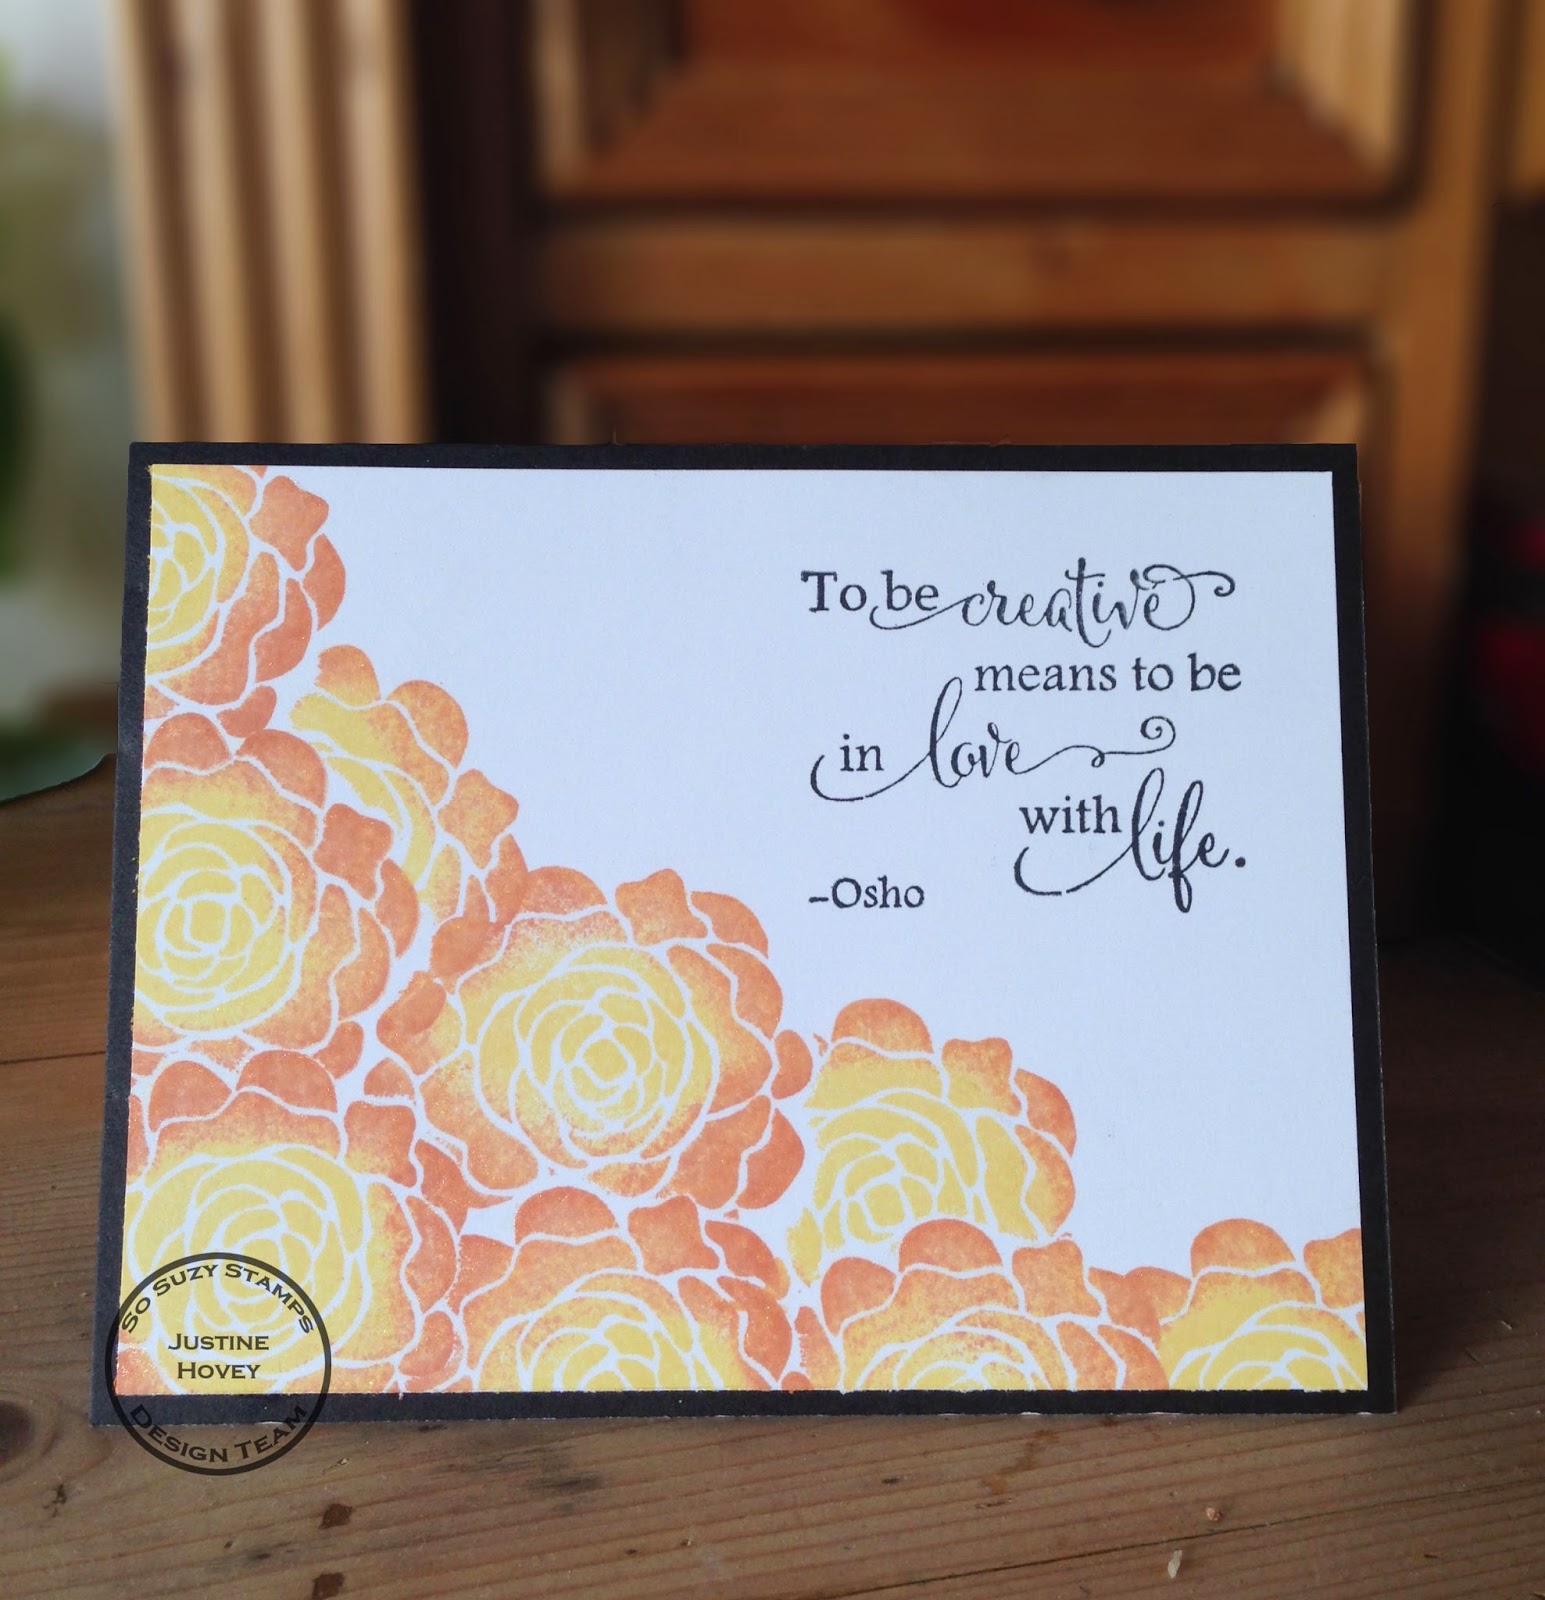 To be creative
means to be
in love
with life.
-Osho
So Suzy Stamps
Justine
Hovey
Design Team